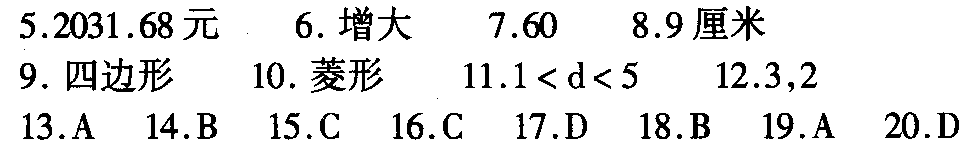 5.2031.68元 6.增大 7.60 8.9厘米
9.四边形 10.菱形 11.1<d<5 12.3,2
13.A 14.B 15.C 16.C 17.D 18.B 19.A 20.D